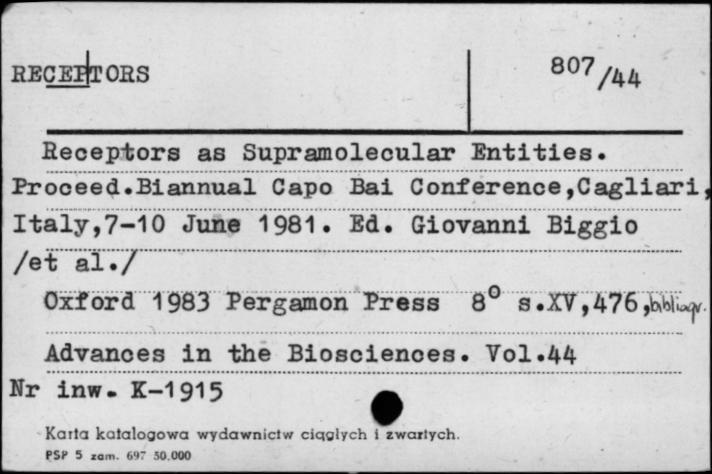 RECEPTORS 807/44
Receptors as Supramolecular Entities.
Proceed.Biannual Capo Bai Conference,Cagliari,
Italy,7-10 June 1981. Ed. Giovanni Biggio
/et al./
Oxford 1983 Pergamon Press 8° s.XV,476,bibliogr.
Advances in the Biosciences. Vol.44
Nr inw. K-1915
Karta katalogowa wydawnictw ciągłych i zwartych.
PSP 5 zam. 697 50.000